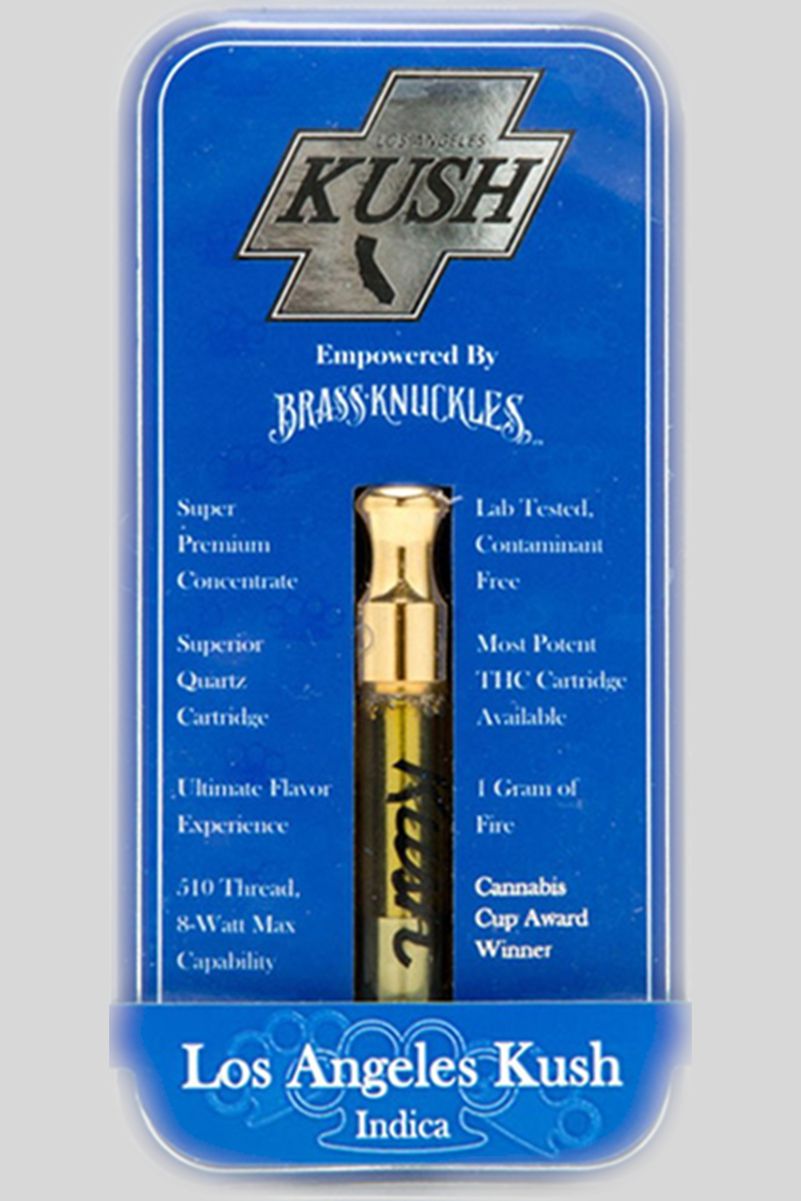 LOS ANGELES
KUSH
Empowered By
BRASS·KNUCKLES
Super
Premium
Concentrate
Superior
Quartz
Cartridge
Ultimate Flavor
Experience
510 Thread,
8-Watt Max
Capability
Lab Tested,
Contaminant
Free
Most Potent
THC Cartridge
Available
1 Gram of
Fire
Cannabis
Cup Award
Winner
Los Angeles Kush
Indica